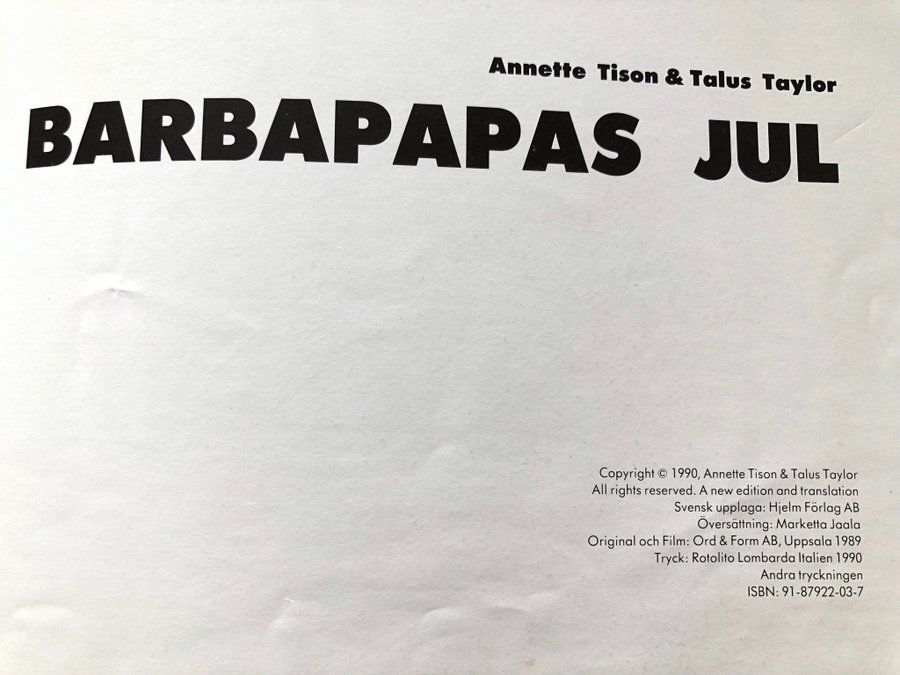 Annette Tison & Talus Taylor
BARBAPAPAS JUL
Copyright © 1990, Annette Tison & Talus Taylor
All rights reserved. A new edition and translation
Svensk upplaga: Hjelm Förlag AB
Översättning: Marketta Jaala
Original och Film: Ord & Form AB, Uppsala 1989
Tryck: Rotolito Lombarda Italien 1990
Andra tryckningen
ISBN: 91-87922-03-7